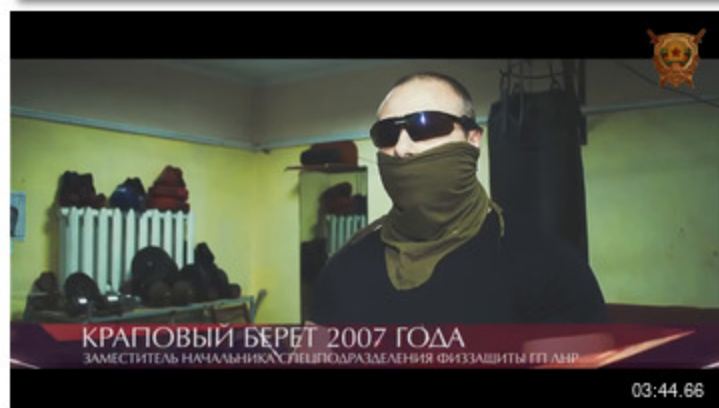 КРАПОВЫЙ БЕРЕТ 2007 ГОДА
ЗАМЕСТИТЕЛЬ НАЧАЛЬНИКА СПЕЦПОДРАЗДЕЛЕНИЯ ФИЗЗАЩИТЫ ГП ЛНР
03:44.66